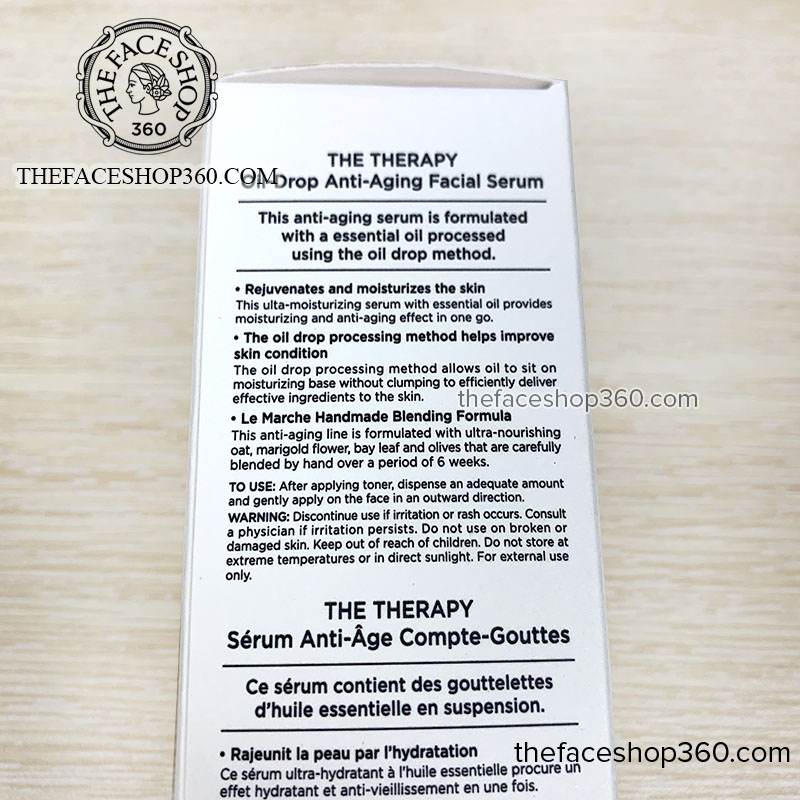 THE FACE SHOP
360
THEFACESHOP360.COM
THE THERAPY
Oil-Drop Anti-Aging Facial Serum
This anti-aging serum is formulated
with a essential oil processed
using the oil drop method.
• Rejuvenates and moisturizes the skin
This ulta-moisturizing serum with essential oil provides
moisturizing and anti-aging effect in one go.
• The oil drop processing method helps improve
skin condition
The oil drop processing method allows oil to sit on
moisturizing base without clumping to efficiently deliver
effective ingredients to the skin.
thefaceshop360.com
• Le Marche Handmade Blending Formula
This anti-aging line is formulated with ultra-nourishing
oat, marigold flower, bay leaf and olives that are carefully
blended by hand over a period of 6 weeks.
TO USE: After applying toner, dispense an adequate amount
and gently apply on the face in an outward direction.
WARNING: Discontinue use if irritation or rash occurs. Consult
a physician if irritation persists. Do not use on broken or
damaged skin. Keep out of reach of children. Do not store at
extreme temperatures or in direct sunlight. For external use
only.
THE THERAPY
Sérum Anti-Âge Compte-Gouttes
Ce sérum contient des gouttelettes
d'huile essentielle en suspension.
• Rajeunit la peau par l'hydratation
thefaceshop360.com
Ce sérum ultra-hydratant à l'huile essentielle procure un
effet hydratant et anti-vieillissement en une fois.